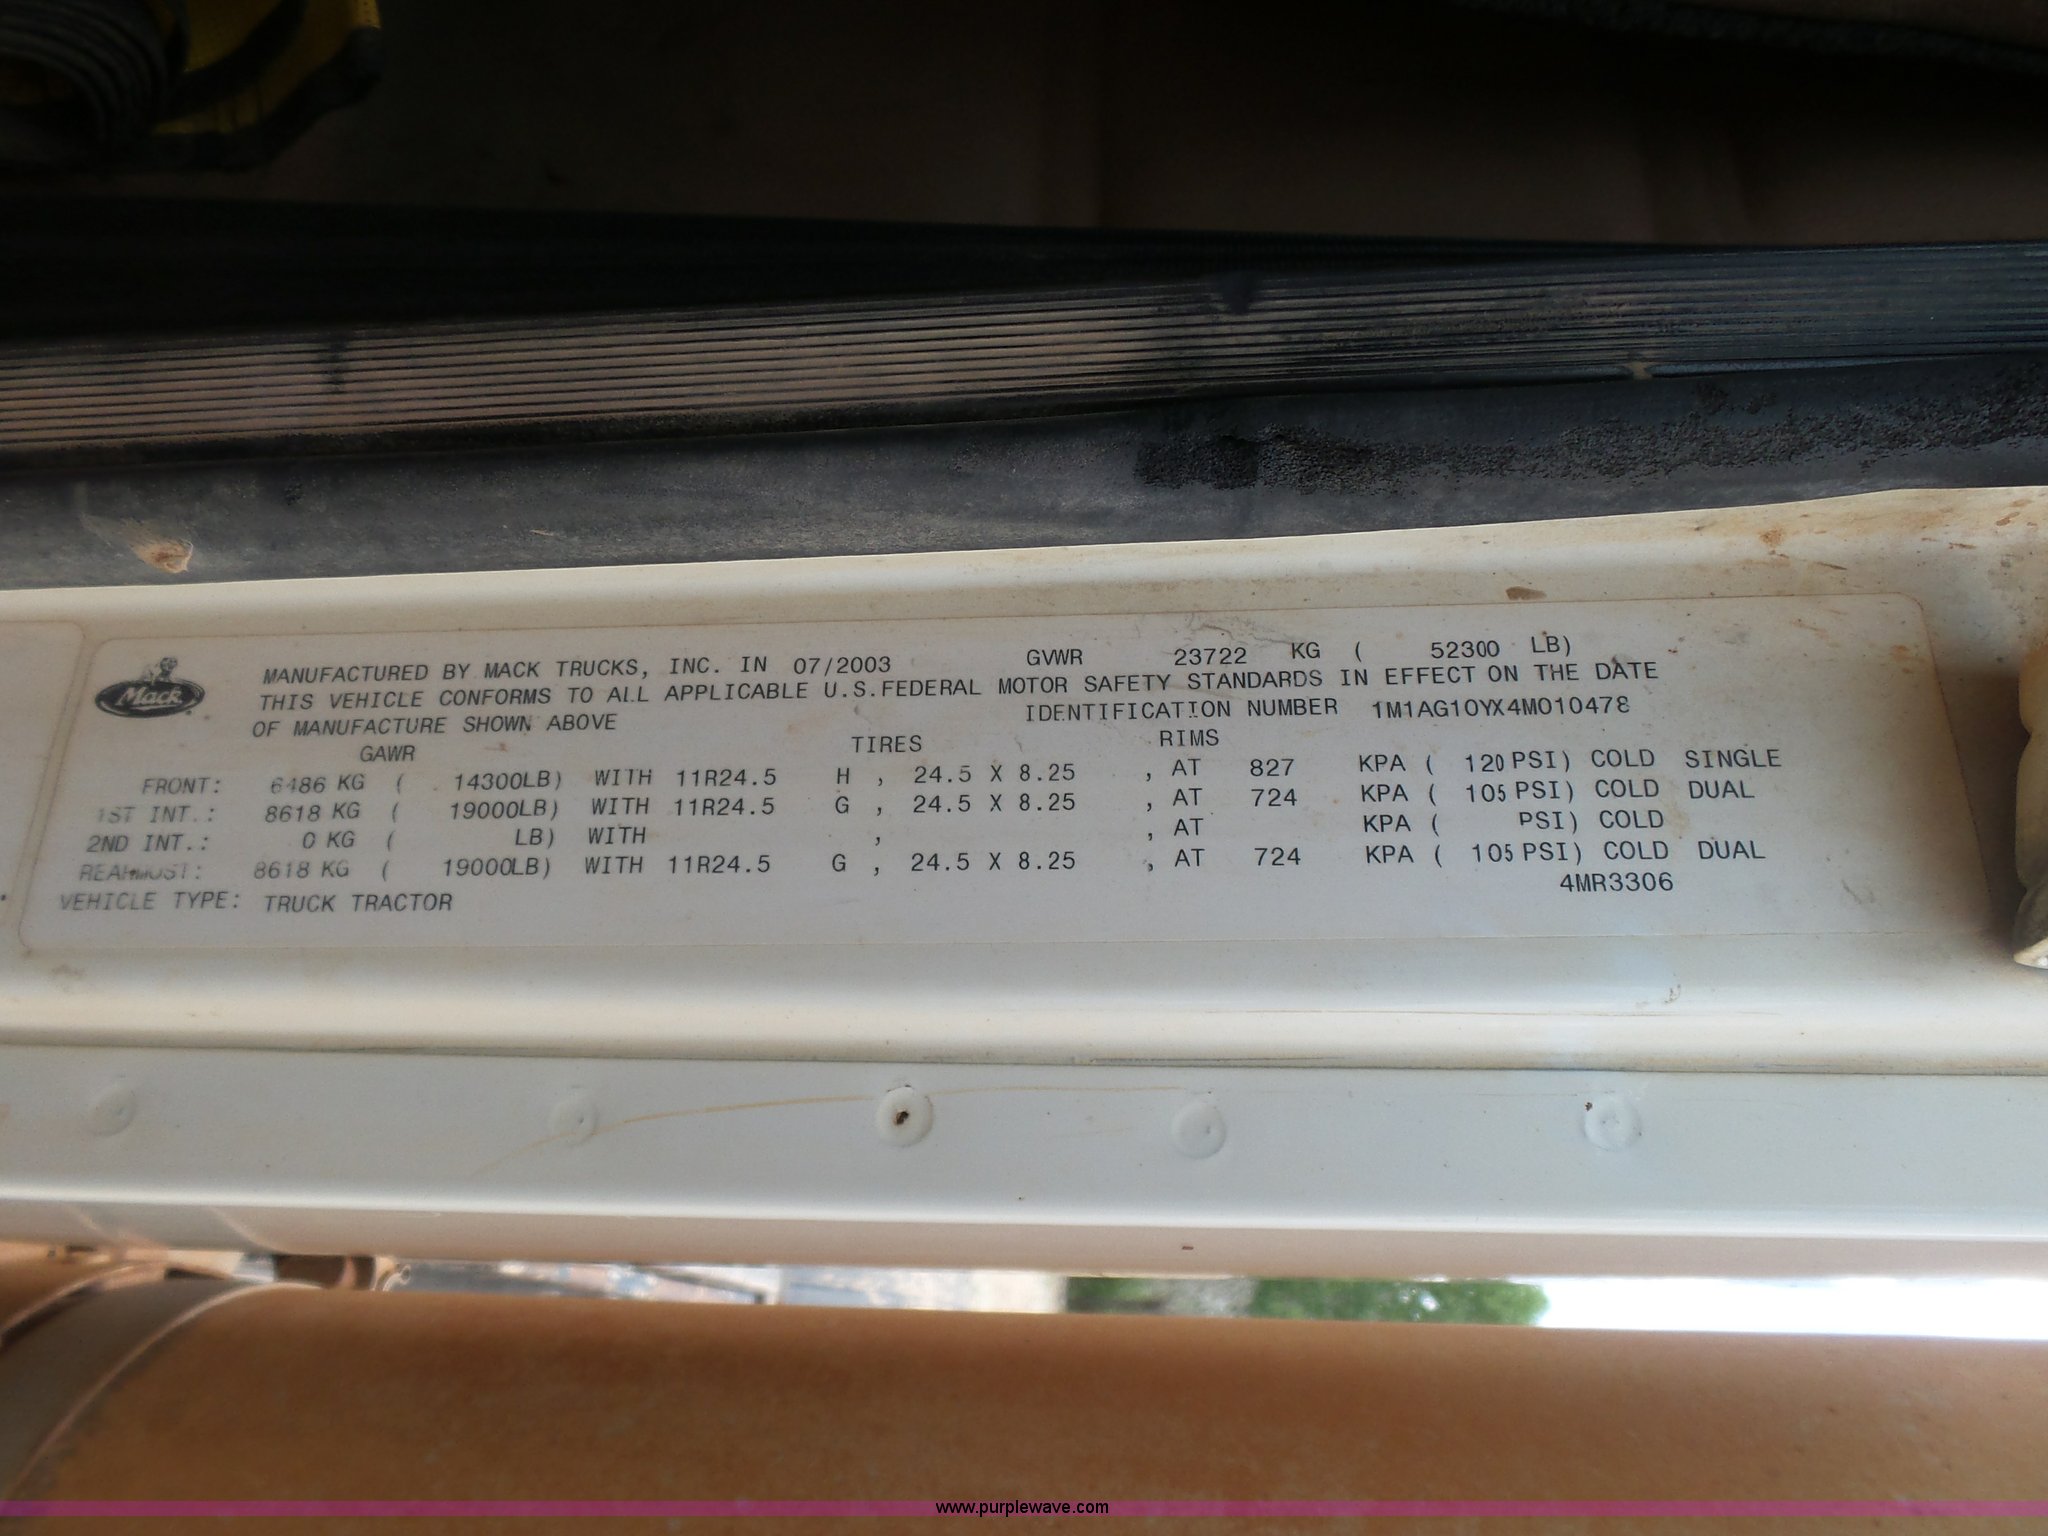 MANUFACTURED BY MACK TRUCKS, INC. IN 07/2003 GVWR 23722 KG ( 52300 LB)
THIS VEHICLE CONFORMS TO ALL APPLICABLE U.S.FEDERAL MOTOR SAFETY STANDARDS IN EFFECT ON THE DATE
OF MANUFACTURE SHOWN ABOVE IDENTIFICATION NUMBER 1M1AG10YX4M010478
Mack
GAWR TIRES RIMS
FRONT: 6486 KG ( 14300LB) WITH 11R24.5 H , 24.5 X 8.25 , AT 827 KPA ( 120 PSI) COLD SINGLE
1ST INT.: 8618 KG ( 19000LB) WITH 11R24.5 G , 24.5 X 8.25 , AT 724 KPA ( 105 PSI) COLD DUAL
2ND INT.: 0 KG ( LB) WITH , , AT KPA ( PSI) COLD
REARMOST: 8618 KG ( 19000LB) WITH 11R24.5 G , 24.5 X 8.25 , AT 724 KPA ( 105 PSI) COLD DUAL
VEHICLE TYPE: TRUCK TRACTOR 4MR3306
www.purplewave.com